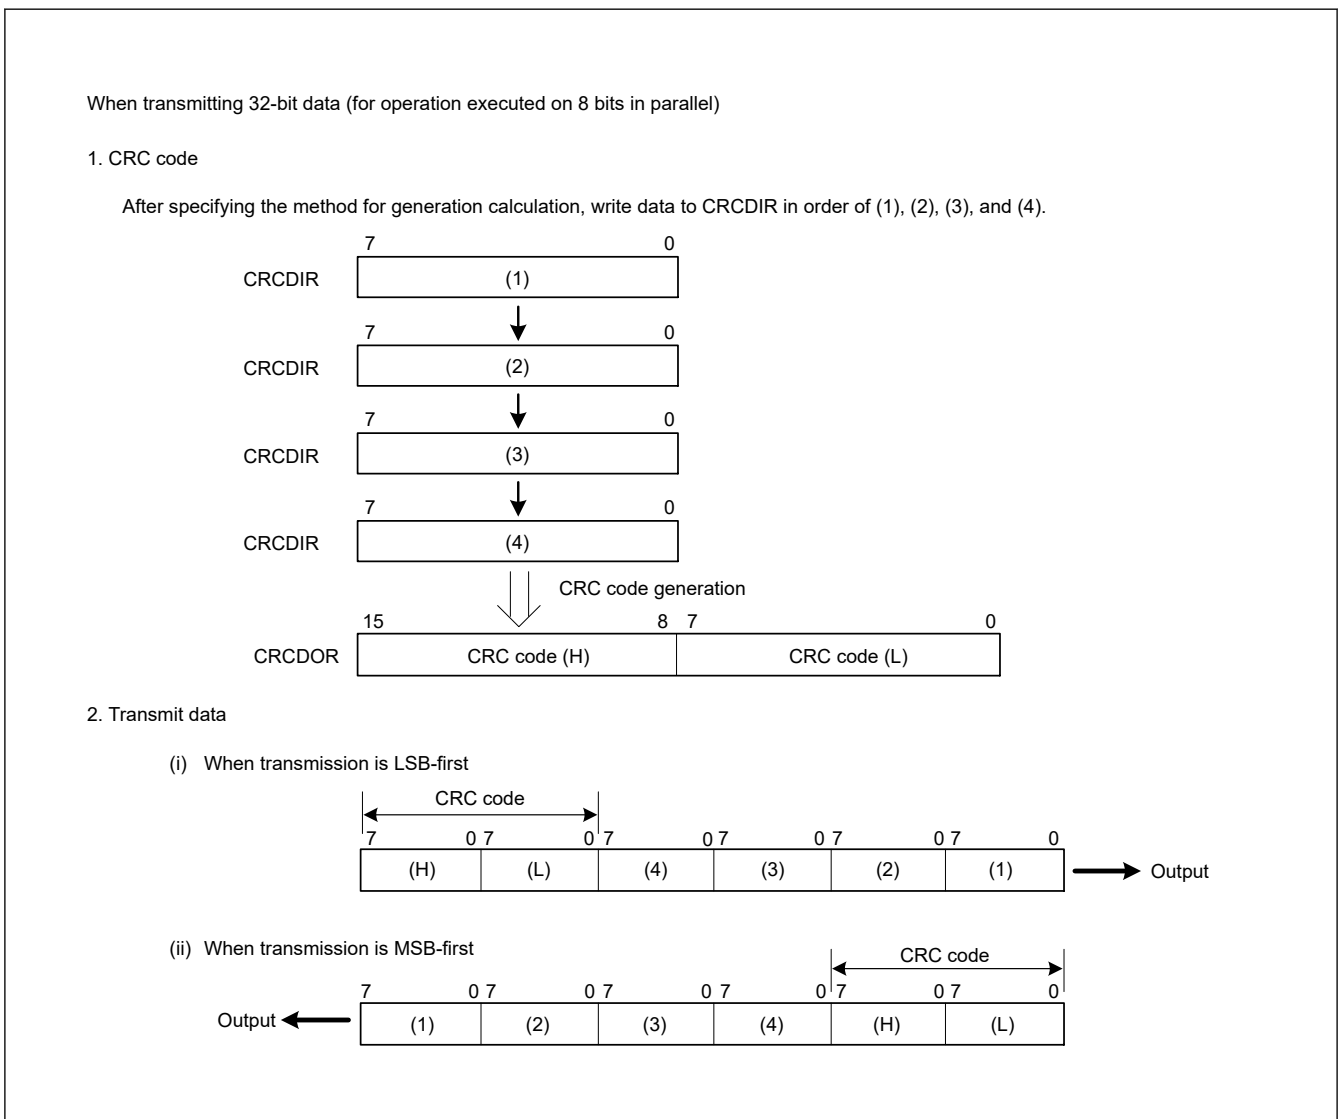 When transmitting 32-bit data (for operation executed on 8 bits in parallel)
1. CRC code
After specifying the method for generation calculation, write data to CRCDIR in order of (1), (2), (3), and (4).
7 0
CRCDIR (1)
7 0
CRCDIR (2)
7 0
CRCDIR (3)
7 0
CRCDIR (4)
CRC code generation
15 8 7 0
CRCDOR CRC code (H) CRC code (L)
2. Transmit data
(i) When transmission is LSB-first
CRC code
7 0 7 0 7 0 7 0 7 0 7 0
(H) (L) (4) (3) (2) (1) Output
(ii) When transmission is MSB-first
CRC code
7 0 7 0 7 0 7 0 7 0 7 0
Output (1) (2) (3) (4) (H) (L)